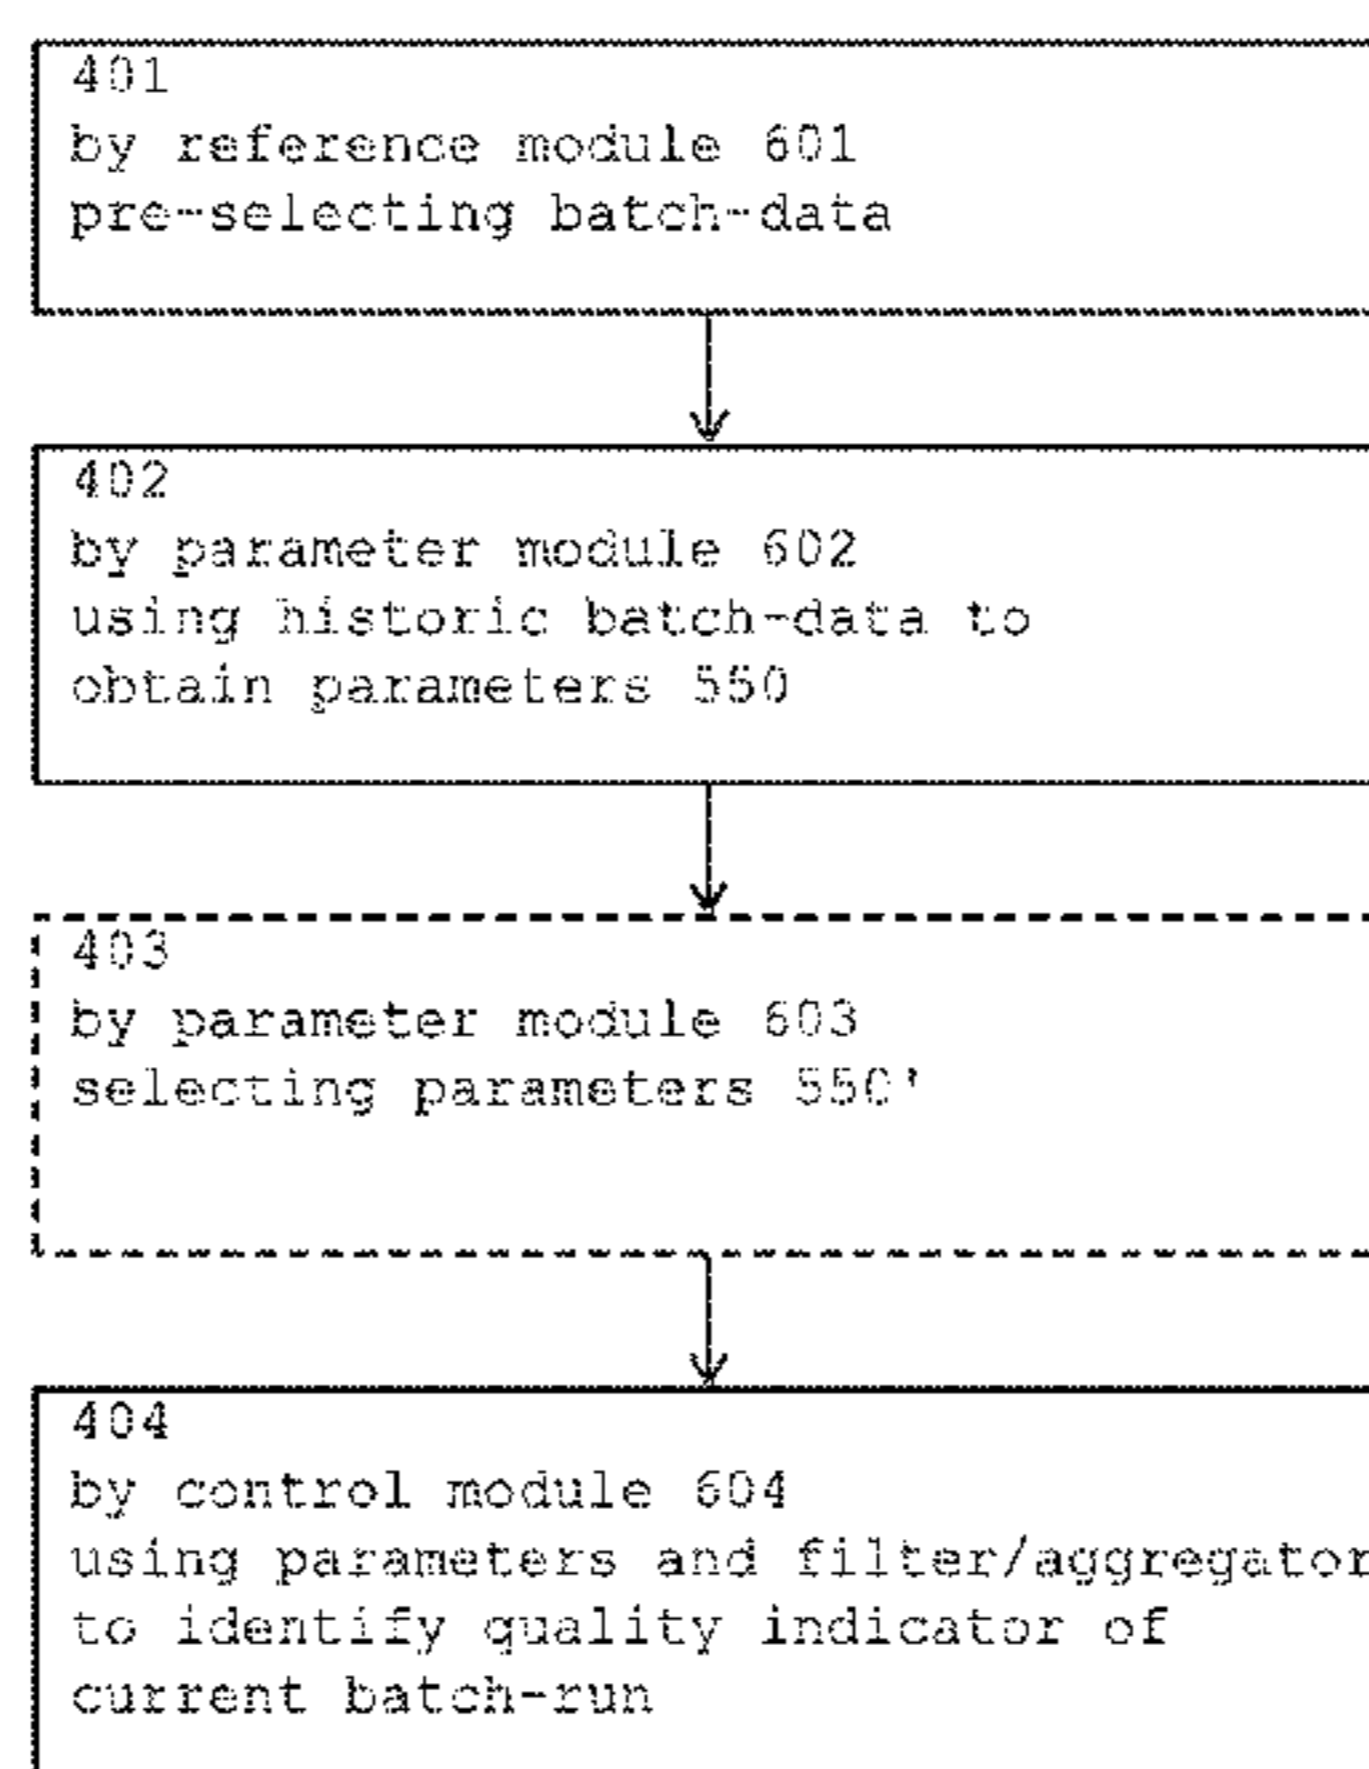 401
by reference module 601
pre-selecting batch-data
402
by parameter module 602
using historic batch-data to
obtain parameters 550
403
by parameter module 603
selecting parameters 550'
404
by control module 604
using parameters and filter/aggregator
to identify quality indicator of
current batch-run